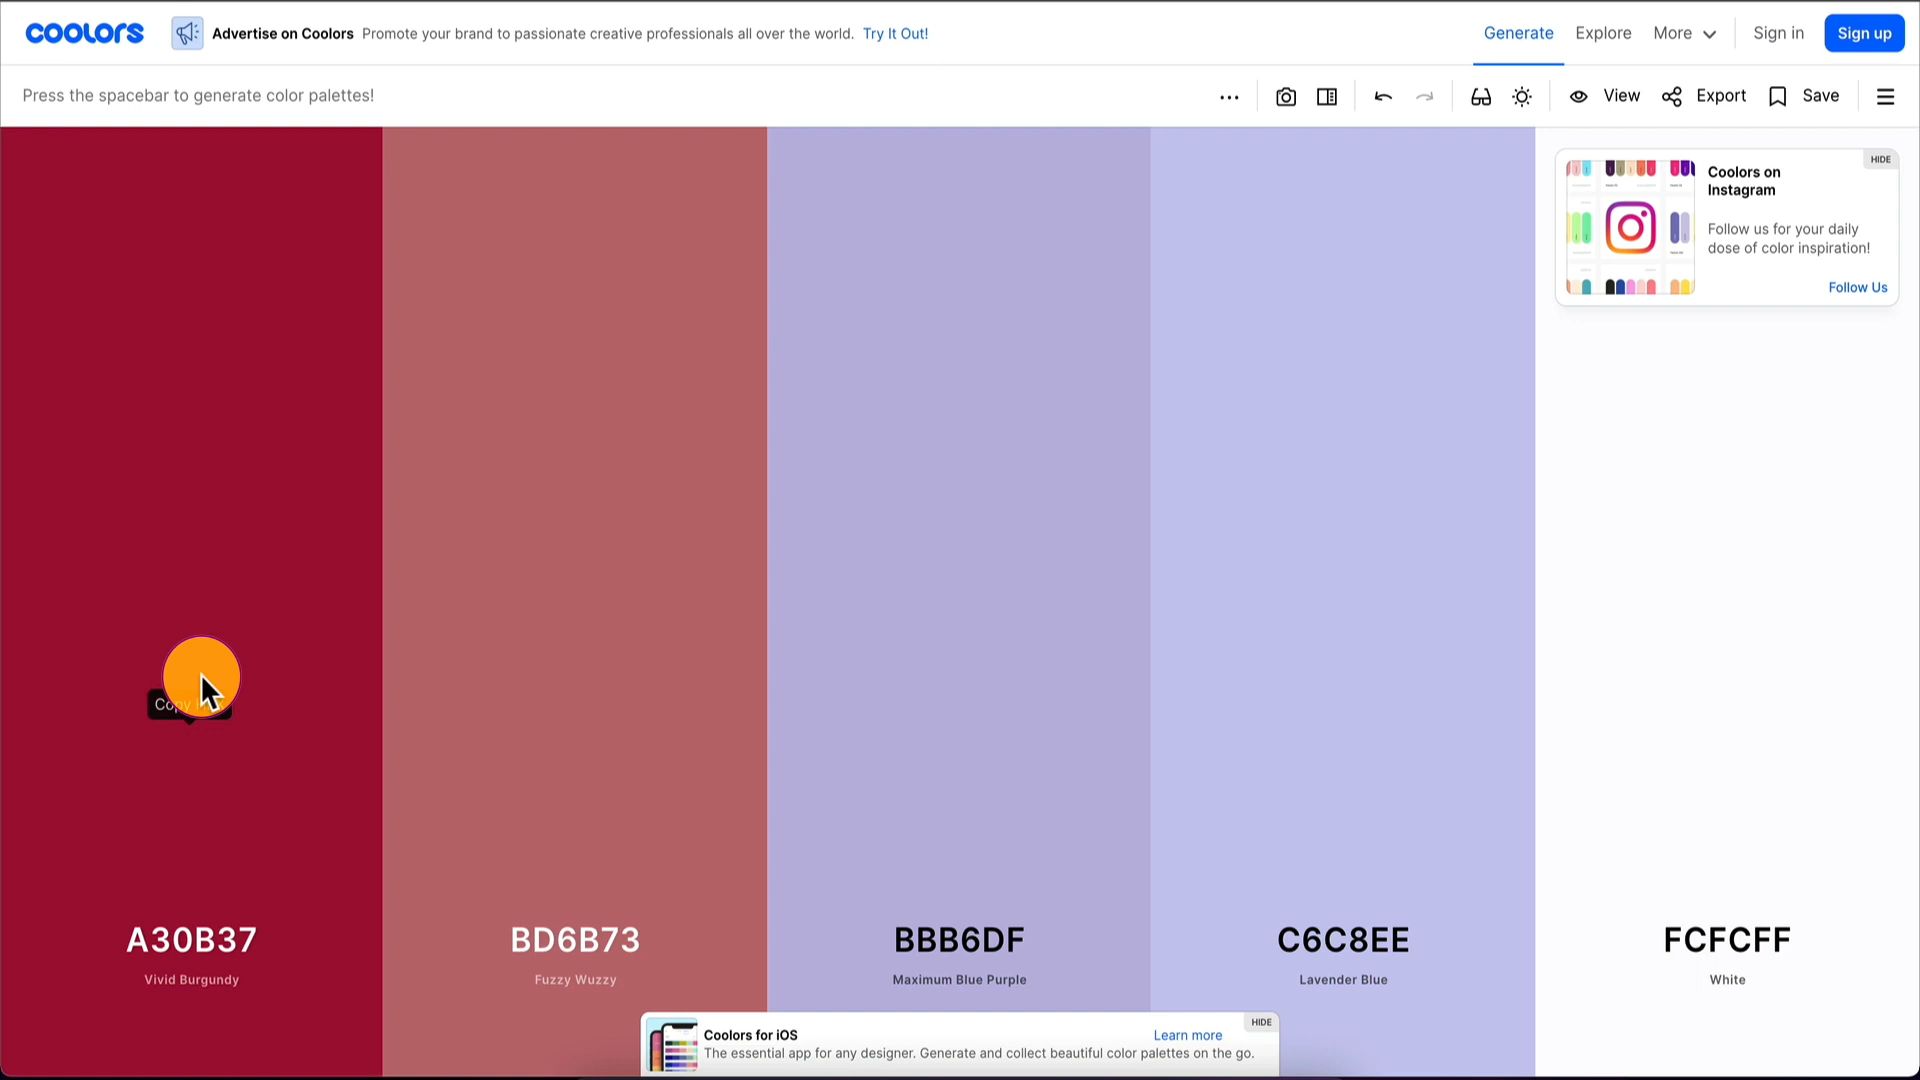 coolors
Advertise on Coolors Promote your brand to passionate creative professionals all over the world. Try It Out!
Generate Explore More Sign in Sign up
Press the spacebar to generate color palettes!
View Export Save
HIDE
Coolors on
Instagram
Follow us for your daily
dose of color inspiration!
Follow Us
Copy
A30B37
Vivid Burgundy
BD6B73
Fuzzy Wuzzy
BBB6DF
Maximum Blue Purple
C6C8EE
Lavender Blue
FCFCFF
White
HIDE
Coolors for iOS Learn more
The essential app for any designer. Generate and collect beautiful color palettes on the go.